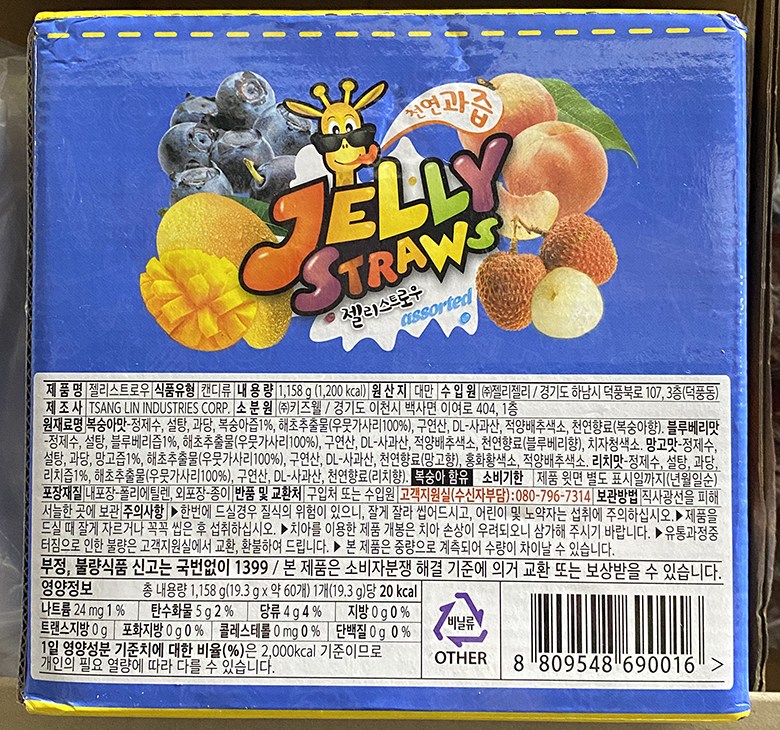 천연과즙
JELLY
STRAWS
젤리스트로우
assorted
제 품 명 젤리스트로우 식품유형 캔디류 내 용 량 1,158 g (1,200 kcal) 원 산 지 대만 수 입 원 ㈜젤리젤리 / 경기도 하남시 덕풍북로 107, 3층(덕풍동)
제 조 사 TSANG LIN INDUSTRIES CORP. 소 분 원 ㈜키즈웰 / 경기도 이천시 백사면 이여로 404, 1층
원재료명 복숭아맛-정제수, 설탕, 과당, 복숭아즙1%, 해초추출물(우뭇가사리100%), 구연산, DL-사과산, 적양배추색소, 천연향료(복숭아향). 블루베리맛
-정제수, 설탕, 블루베리즙1%, 해초추출물(우뭇가사리100%), 구연산, DL-사과산, 적양배추색소, 천연향료(블루베리향), 치자청색소. 망고맛-정제수,
설탕, 과당, 망고즙1%, 해초추출물(우뭇가사리100%), 구연산, DL-사과산, 천연향료(망고향), 홍화황색소, 적양배추색소. 리치맛-정제수, 설탕, 과당,
리치즙1%, 해초추출물(우뭇가사리100%), 구연산, DL-사과산, 천연향료(리치향). 복숭아 함유 소비기한 제품 윗면 별도 표시일까지(년월일순)
포장재질 내포장-폴리에틸렌, 외포장-종이 반품 및 교환처 구입처 또는 수입원 고객지원실(수신자부담):080-796-7314 보관방법 직사광선을 피해
서늘한 곳에 보관 주의사항 ▶한번에 드실경우 질식의 위험이 있으니, 잘게 잘라 씹어드시고, 어린이 및 노약자는 섭취에 주의하십시오.▶제품을
드실 때 잘게 자르거나 꼭꼭 씹은 후 섭취하십시오. ▶치아를 이용한 제품 개봉은 치아 손상이 우려되오니 삼가해 주시기 바랍니다. ▶유통과정중
터짐으로 인한 불량은 고객지원실에서 교환, 환불하여 드립니다. ▶ 본 제품은 중량으로 계측되어 수량이 차이날 수 있습니다.
부정, 불량식품 신고는 국번없이 1399 / 본 제품은 소비자분쟁 해결 기준에 의거 교환 또는 보상받을 수 있습니다.
영양정보 총 내용량 1,158 g(19.3 g x 약 60개) 1개(19.3 g)당 20 kcal
나트륨 24 mg 1 % 탄수화물 5 g 2 % 당류 4 g 4 % 지방 0 g 0 %
트랜스지방 0 g 포화지방 0 g 0 % 콜레스테롤 0 mg 0 % 단백질 0 g 0 %
1일 영양성분 기준치에 대한 비율(%)은 2,000kcal 기준이므로
개인의 필요 열량에 따라 다를 수 있습니다.
비닐류
OTHER
8 809548 690016 >